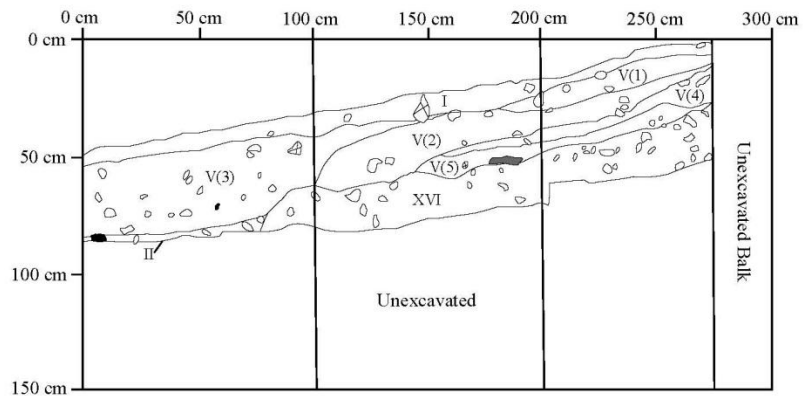 0 cm 50 cm 100 cm 150 cm 200 cm 250 cm 300 cm
0 cm
V(1)
V(4)
I
V(2)
50 cm
V(5)
V(3)
XVI
II
100 cm
Unexcavated
Unexcavated Balk
150 cm